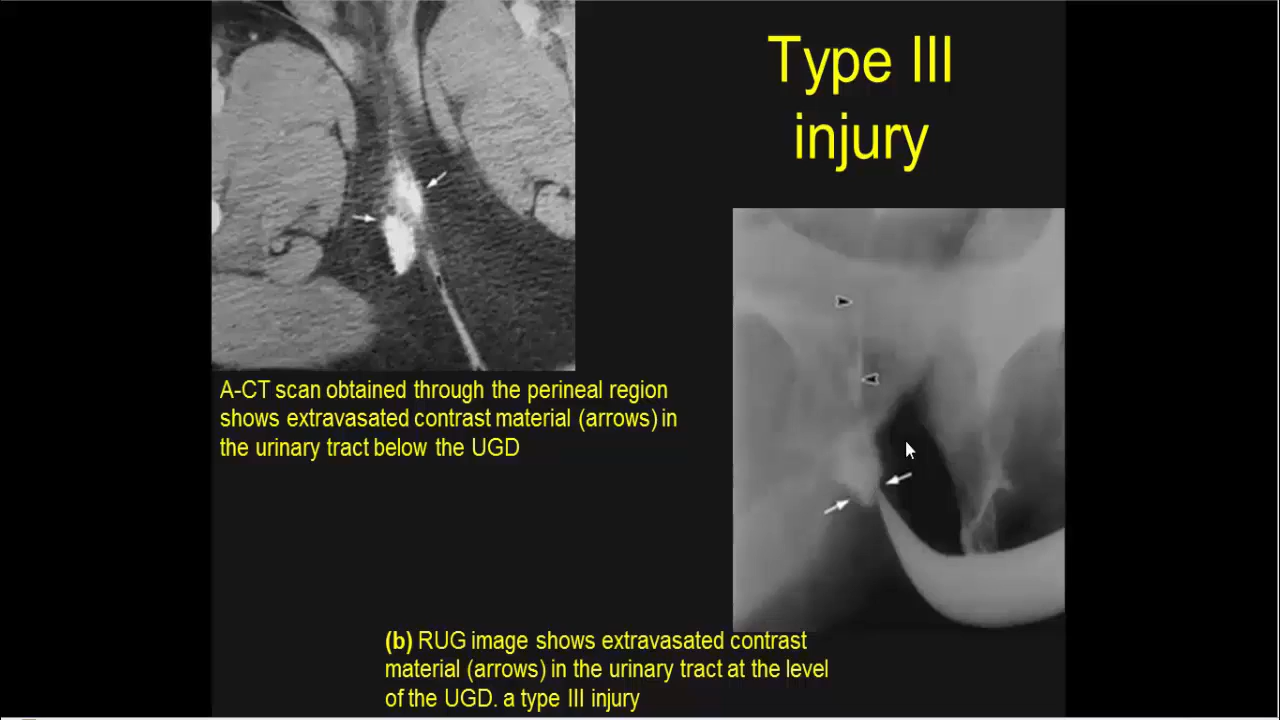 Type III
injury
A-CT scan obtained through the perineal region
shows extravasated contrast material (arrows) in
the urinary tract below the UGD
(b) RUG image shows extravasated contrast
material (arrows) in the urinary tract at the level
of the UGD. a type III injury